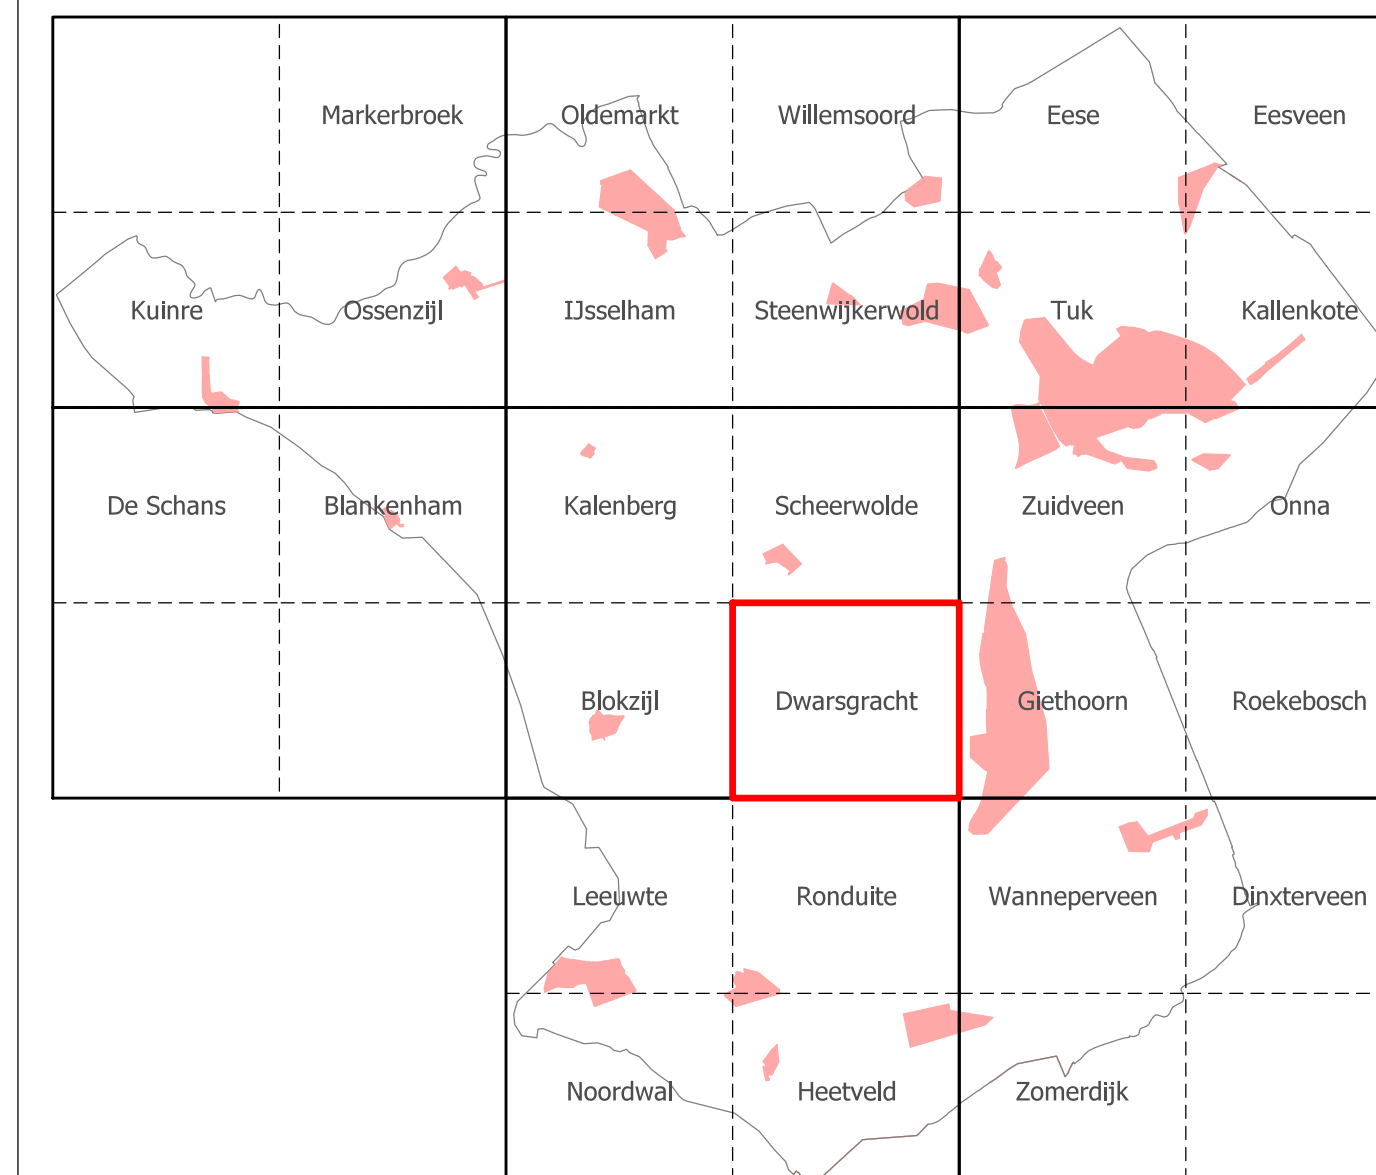 Markerbroek Oldemarkt Willemsoord Eese Eesveen
Kuinre Ossenzijl IJsselham Steenwijkerwold Tuk Kallenkote
De Schans Blankenham Kalenberg Scheerwolde Zuidveen Onna
Blokzijl Dwarsgracht Giethoorn Roekebosch
Leeuwte Ronduite Wanneperveen Dinxterveen
Noordwal Heetveld Zomerdijk